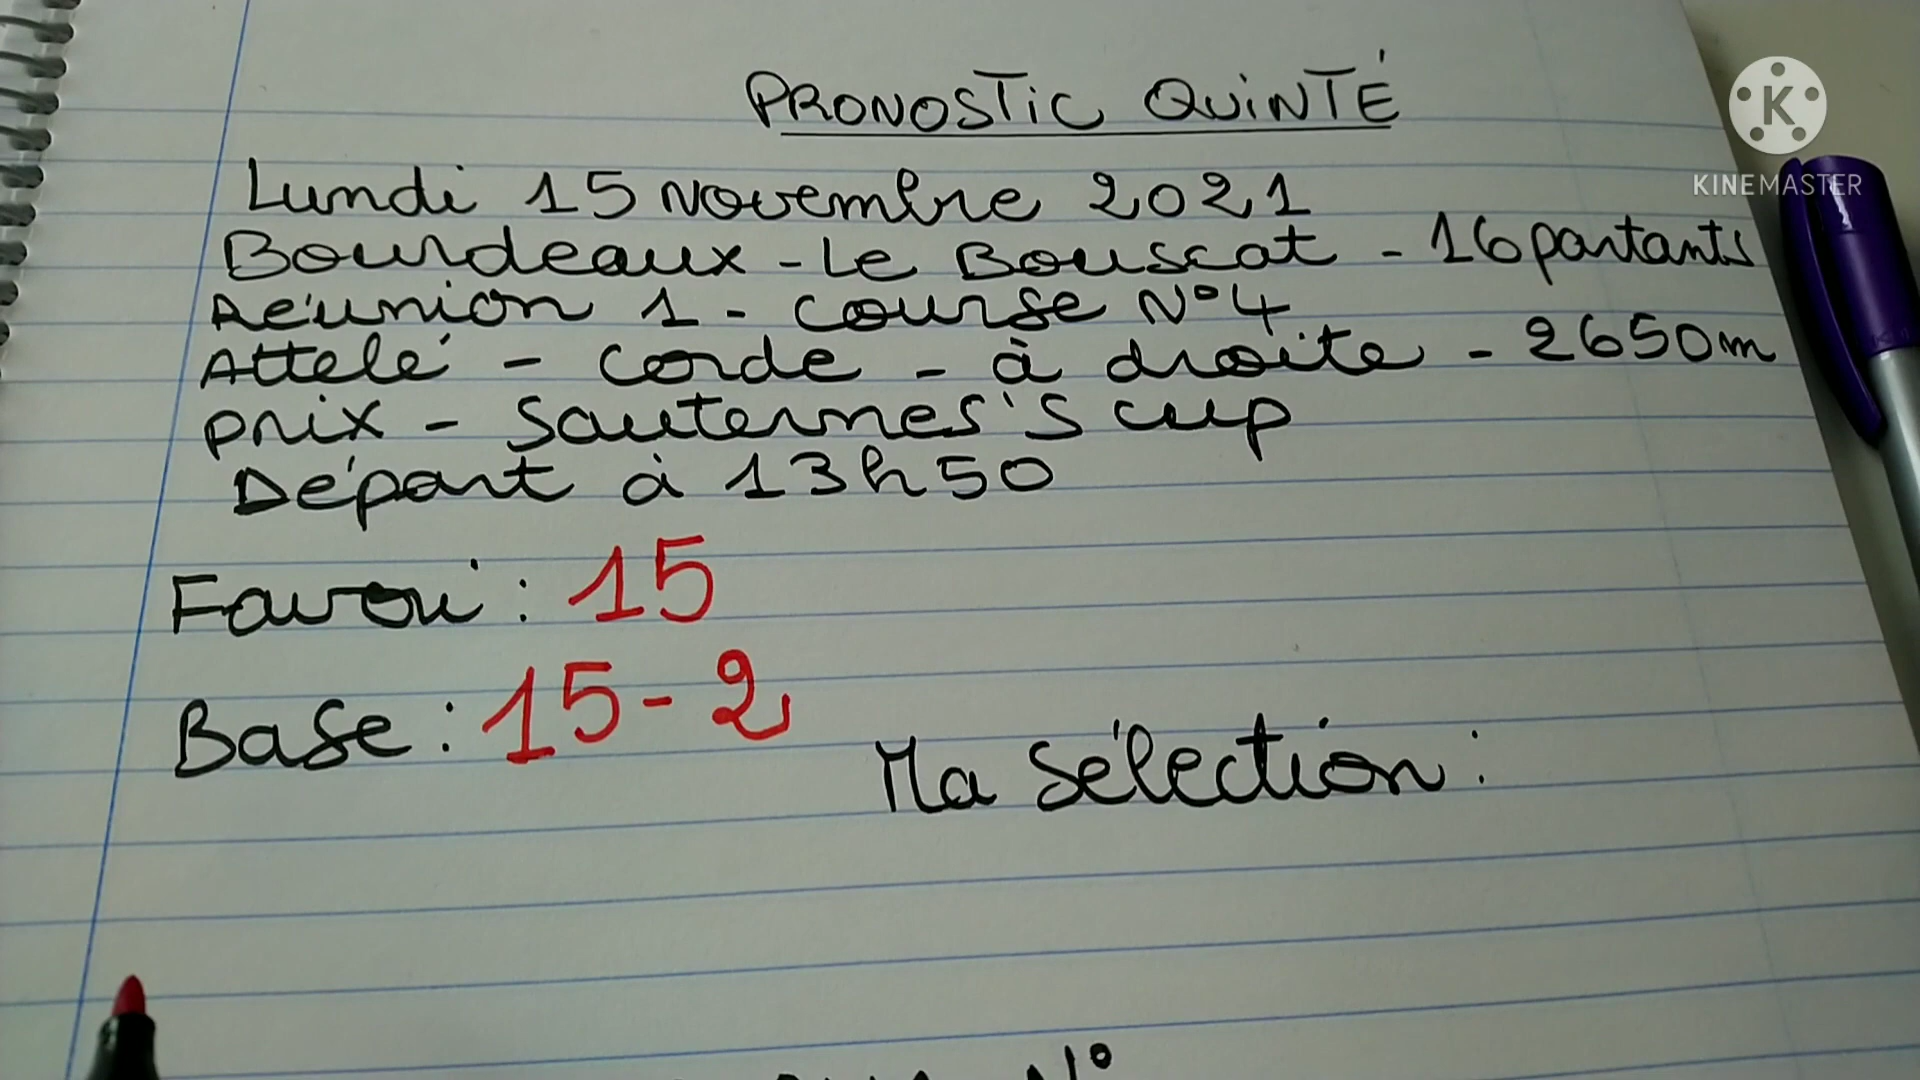 PRONOSTIC QUINTÉ
Lundi 15 Novembre 2021
Bourdeaux - Le Bouscat - 16 partants
Réunion 1 - course N°4
Attelé - corde - à droite - 2650m
prix - Sauternes's cup
Départ à 13h50
Favori : 15
Base : 15 - 2
Ma Sélection :
N°
K
KINEMASTER